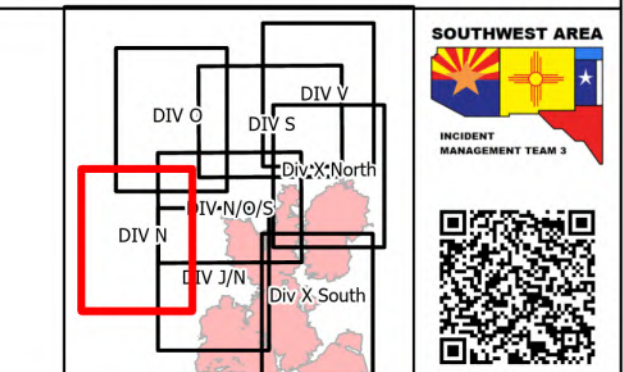 SOUTHWEST AREA
INCIDENT
MANAGEMENT TEAM 3
DIV V
DIV O
DIV S
Div X North
DIV N/O/S
DIV N
DIV J/N
Div X South